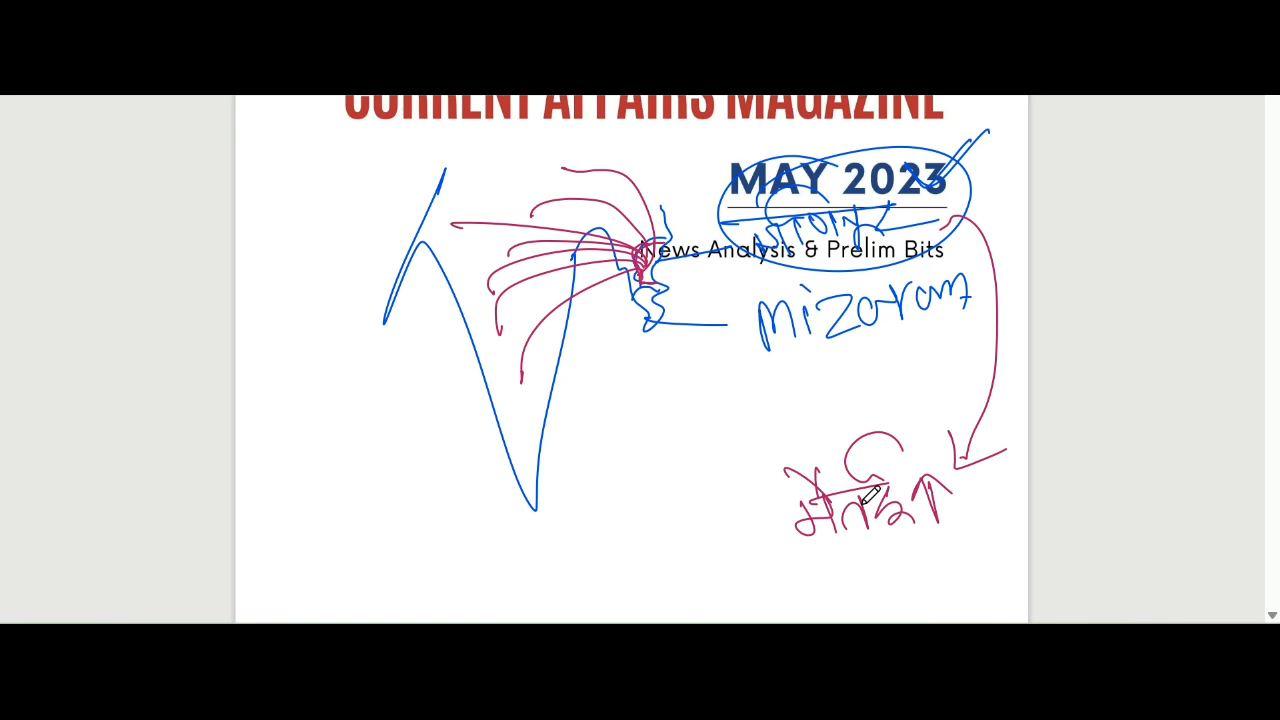 CURRENT AFFAIRS MAGAZINE
MAY 2023
News Analysis & Prelim Bits
Mizoram